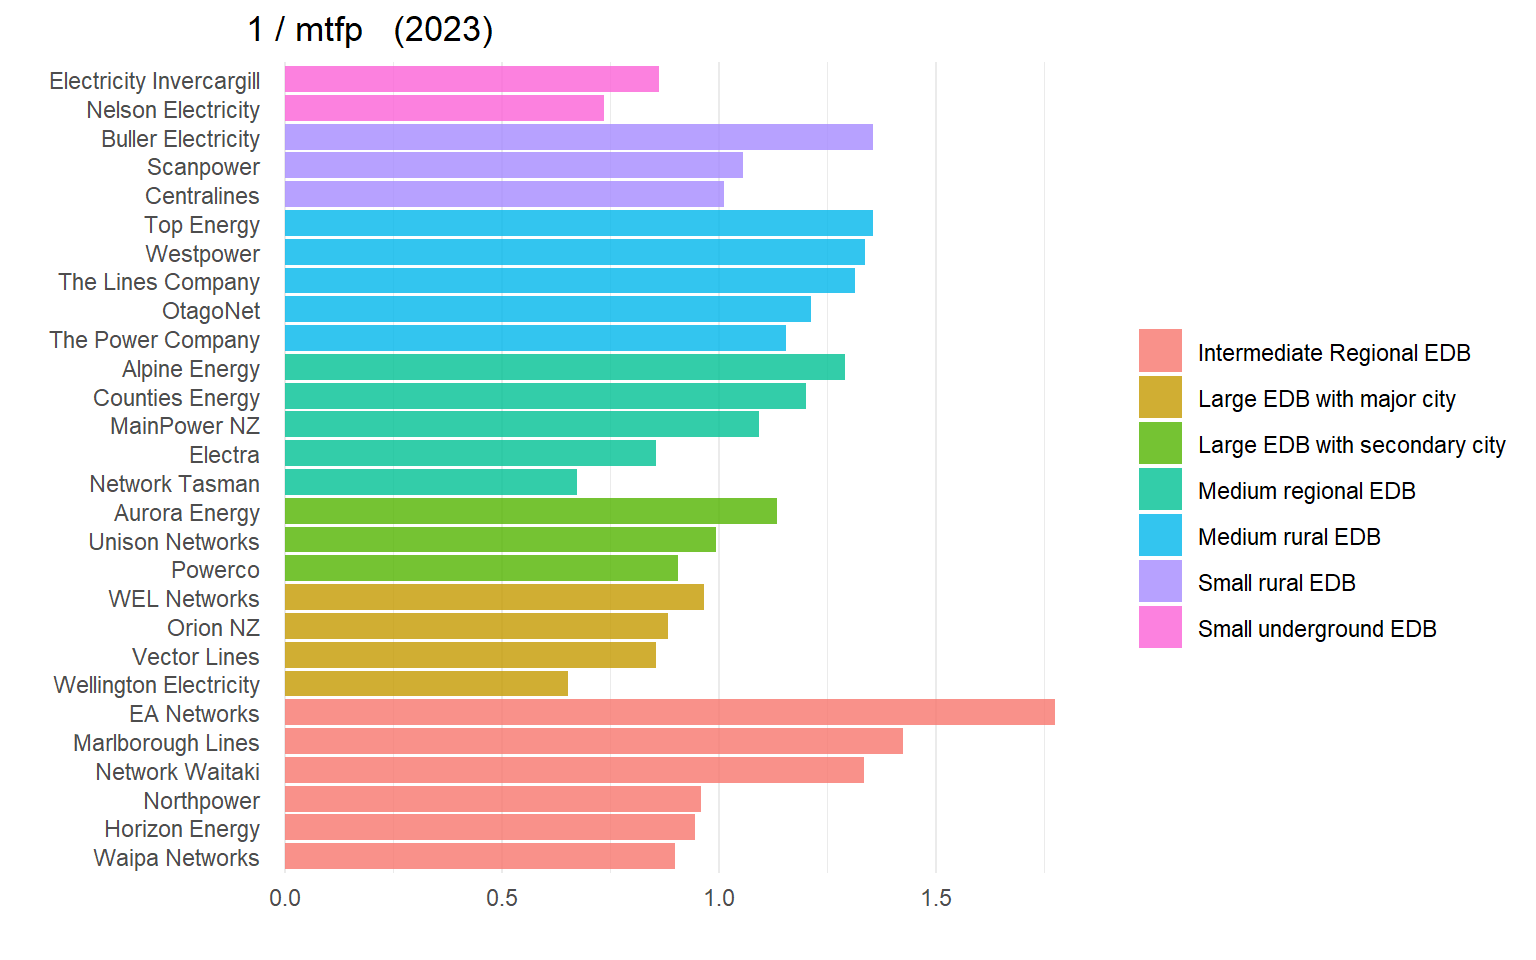 1 / mtfp (2023)
Electricity Invercargill
Nelson Electricity
Buller Electricity
Scanpower
Centralines
Top Energy
Westpower
The Lines Company
OtagoNet
The Power Company
Alpine Energy
Counties Energy
MainPower NZ
Electra
Network Tasman
Aurora Energy
Unison Networks
Powerco
WEL Networks
Orion NZ
Vector Lines
Wellington Electricity
EA Networks
Marlborough Lines
Network Waitaki
Northpower
Horizon Energy
Waipa Networks
0.0 0.5 1.0 1.5
Intermediate Regional EDB
Large EDB with major city
Large EDB with secondary city
Medium regional EDB
Medium rural EDB
Small rural EDB
Small underground EDB